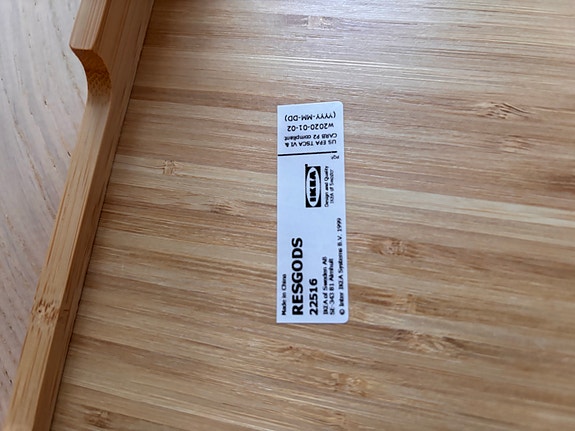 Made in China
RESGODS
22516
IKEA of Sweden AB
SE-343 81 Älmhult
© Inter IKEA Systems B.V. 1999
IKEA
Design and Quality
IKEA of Sweden
US EPA TSCA VI &
CARB P2 compliant
w2020-01-02
(YYYY-MM-DD)